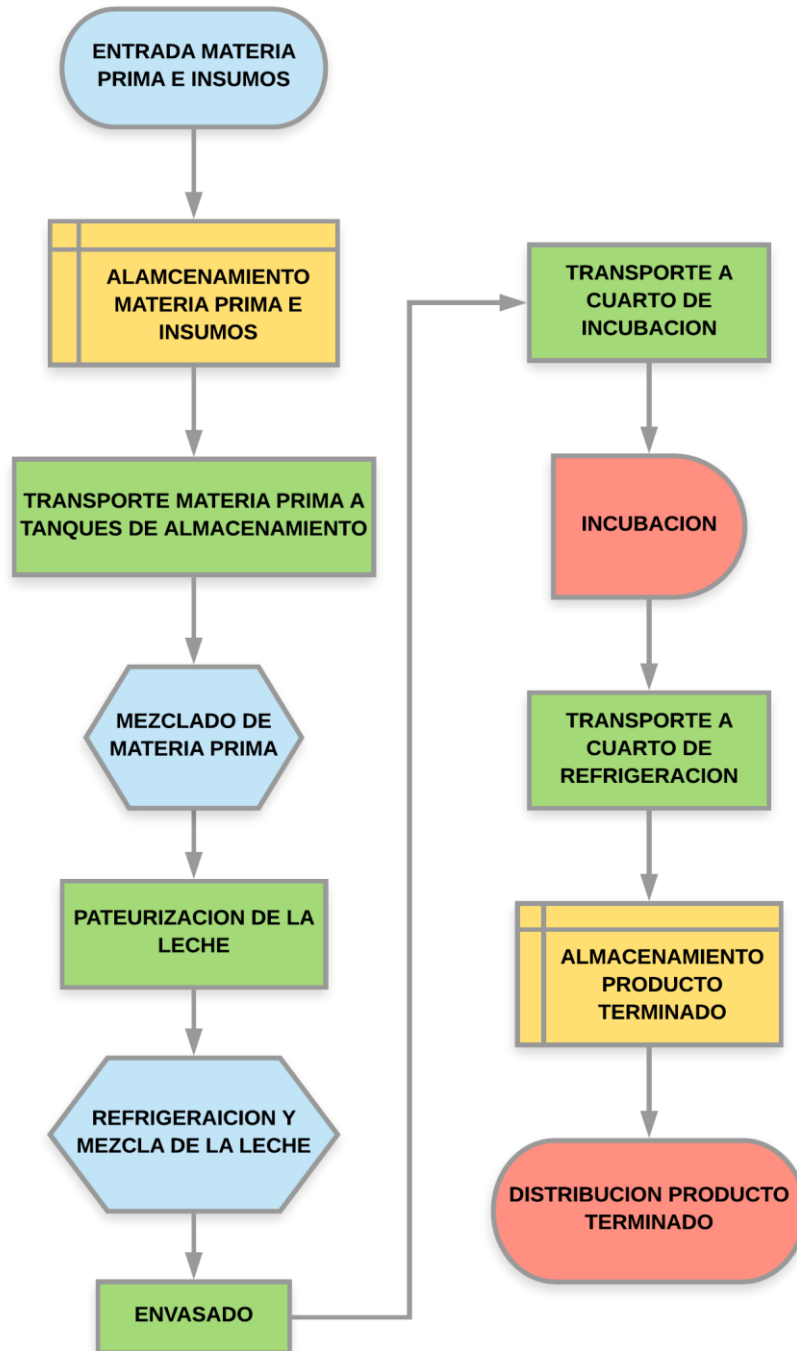 ENTRADA MATERIA
PRIMA E INSUMOS
ALAMCENAMIENTO
MATERIA PRIMA E
INSUMOS
TRANSPORTE MATERIA PRIMA A
TANQUES DE ALMACENAMIENTO
MEZCLADO DE
MATERIA PRIMA
PATEURIZACION DE LA
LECHE
REFRIGERAICION Y
MEZCLA DE LA LECHE
ENVASADO
TRANSPORTE A
CUARTO DE
INCUBACION
INCUBACION
TRANSPORTE A
CUARTO DE
REFRIGERACION
ALMACENAMIENTO
PRODUCTO
TERMINADO
DISTRIBUCION PRODUCTO
TERMINADO